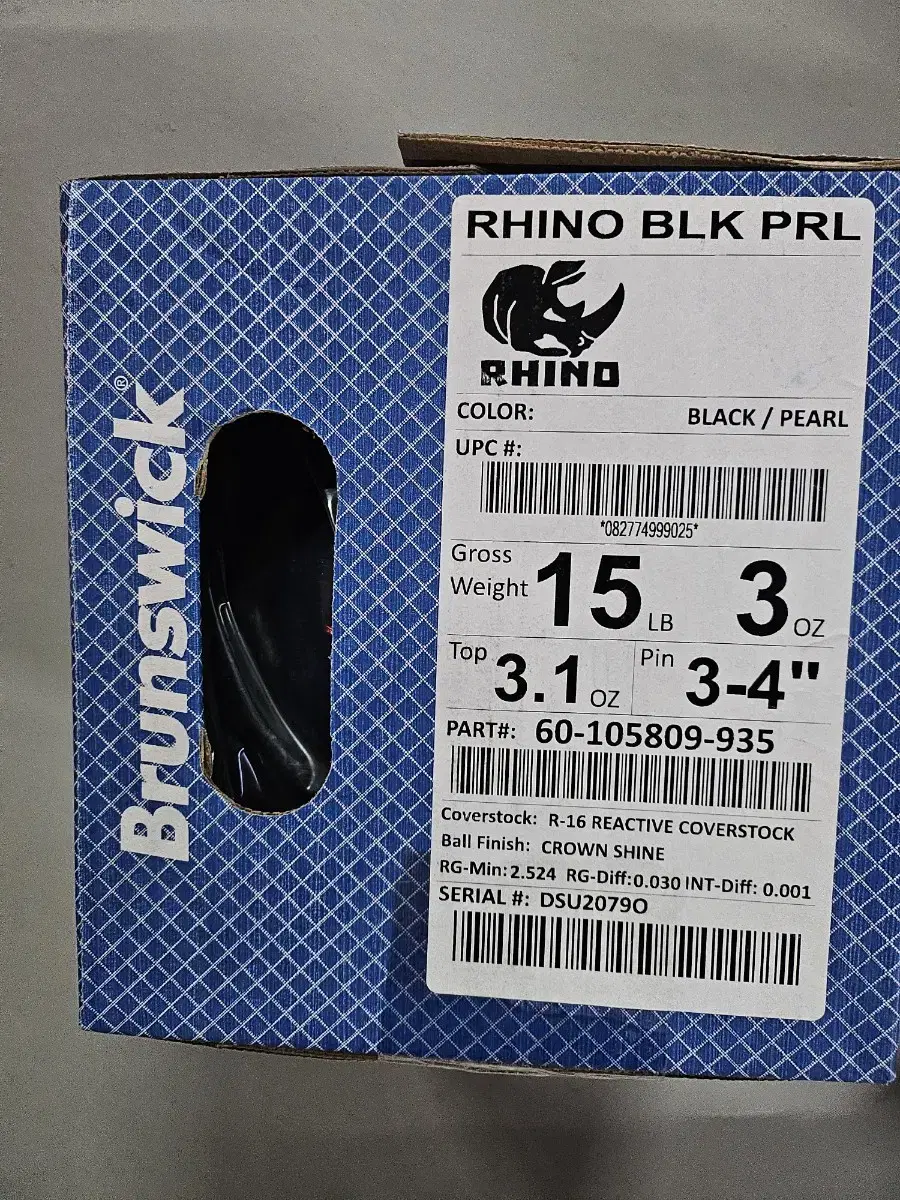 Brunswick®
RHINO BLK PRL
RHINO
COLOR: BLACK / PEARL
UPC #:
*082774999025*
Gross Weight 15 LB 3 OZ
Top 3.1 OZ Pin 3-4"
PART#: 60-105809-935
Coverstock: R-16 REACTIVE COVERSTOCK
Ball Finish: CROWN SHINE
RG-Min: 2.524 RG-Diff: 0.030 INT-Diff: 0.001
SERIAL #: DSU2079O